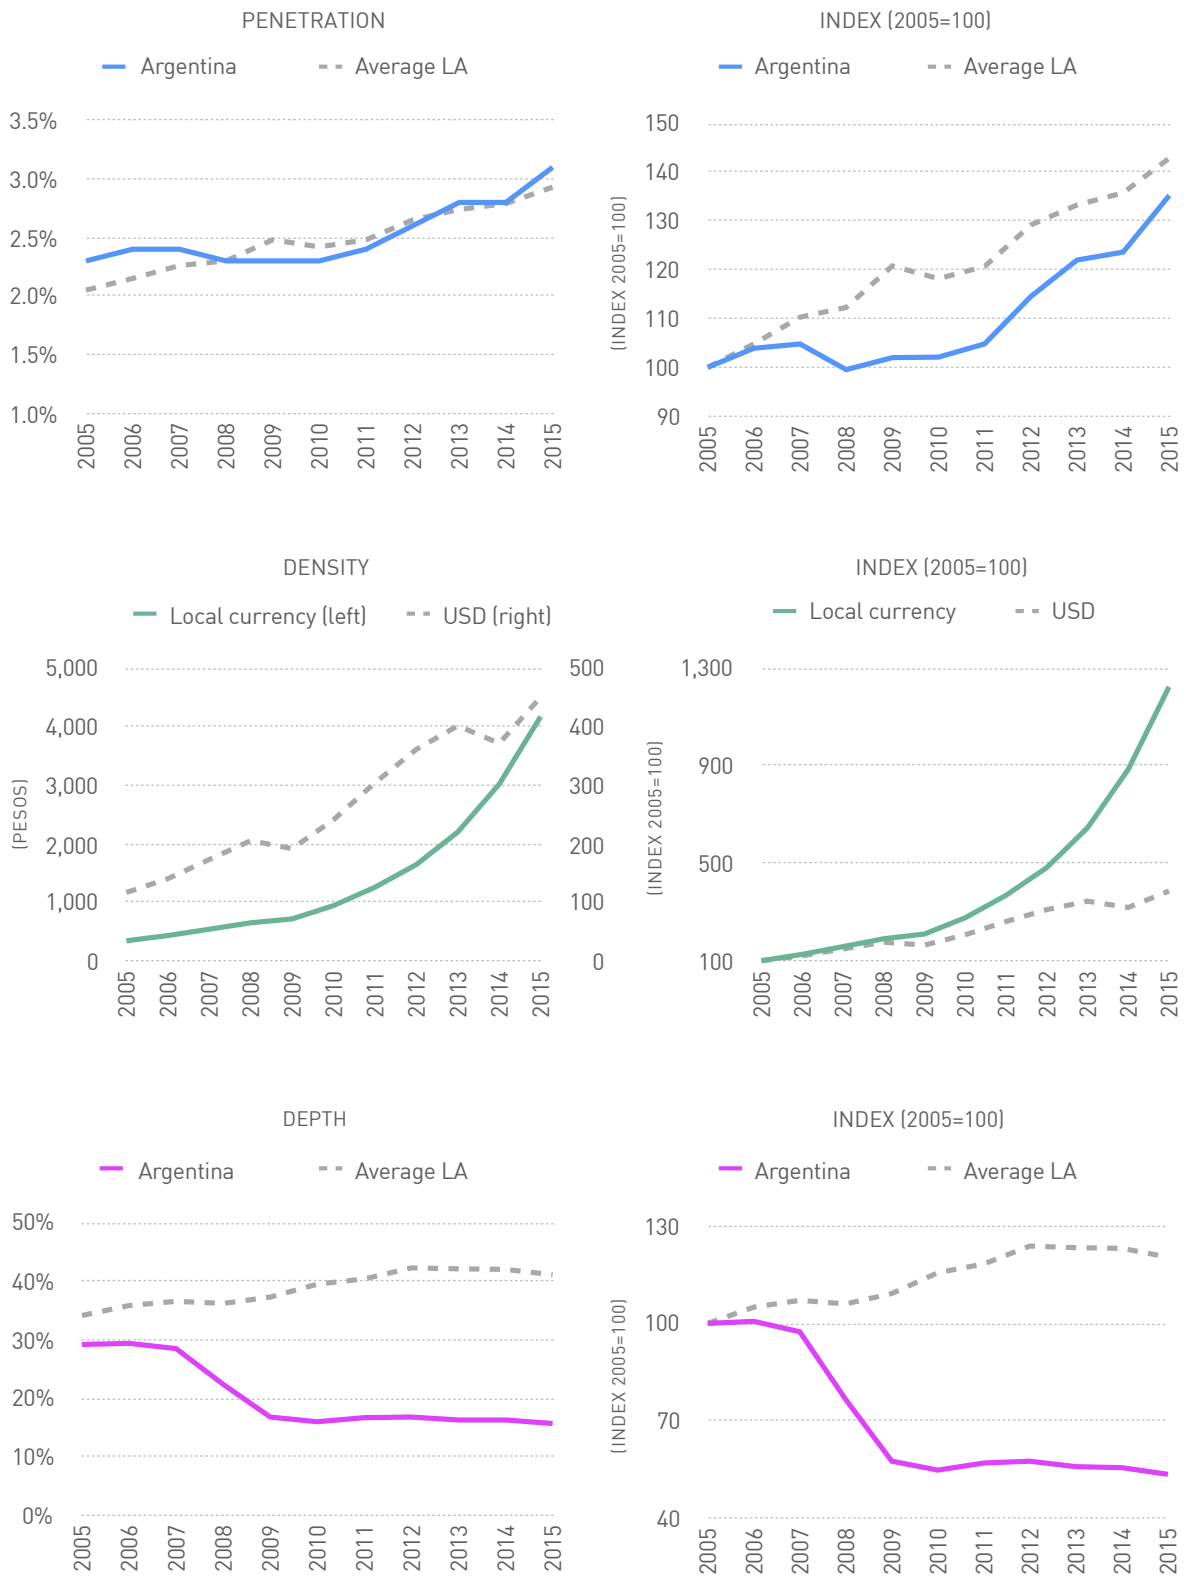 PENETRATION
Argentina Average LA
3.5%
3.0%
2.5%
2.0%
1.5%
1.0%
2005 2006 2007 2008 2009 2010 2011 2012 2013 2014 2015
INDEX (2005=100)
Argentina Average LA
(INDEX 2005=100)
150
140
130
120
110
100
90
2005 2006 2007 2008 2009 2010 2011 2012 2013 2014 2015
DENSITY
Local currency (left) USD (right)
(PESOS)
5,000 500
4,000 400
3,000 300
2,000 200
1,000 100
0 0
2005 2006 2007 2008 2009 2010 2011 2012 2013 2014 2015
INDEX (2005=100)
Local currency USD
(INDEX 2005=100)
1,300
900
500
100
2005 2006 2007 2008 2009 2010 2011 2012 2013 2014 2015
DEPTH
Argentina Average LA
50%
40%
30%
20%
10%
0%
2005 2006 2007 2008 2009 2010 2011 2012 2013 2014 2015
INDEX (2005=100)
Argentina Average LA
(INDEX 2005=100)
130
100
70
40
2005 2006 2007 2008 2009 2010 2011 2012 2013 2014 2015